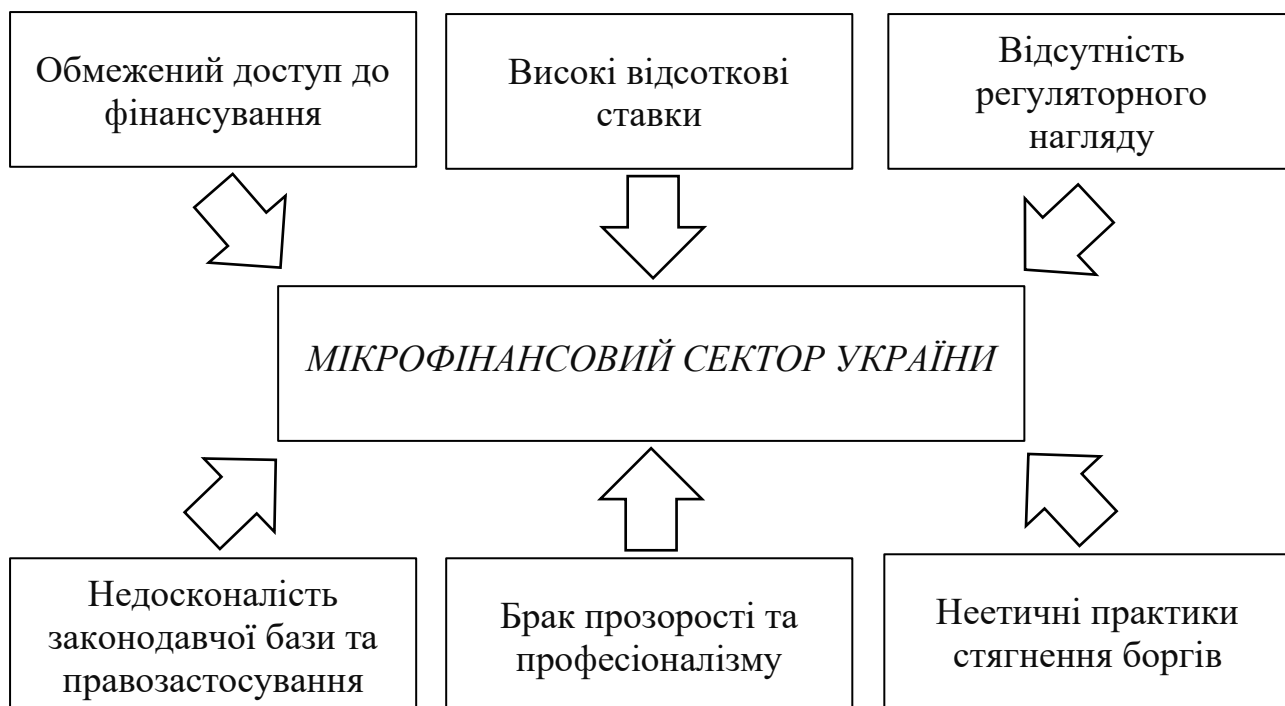 Обмежений доступ до
фінансування
Високі відсоткові
ставки
Відсутність
регуляторного
нагляду
МІКРОФІНАНСОВИЙ СЕКТОР УКРАЇНИ
Недосконалість
законодавчої бази та
правозастосування
Брак прозорості та
професіоналізму
Неетичні практики
стягнення боргів